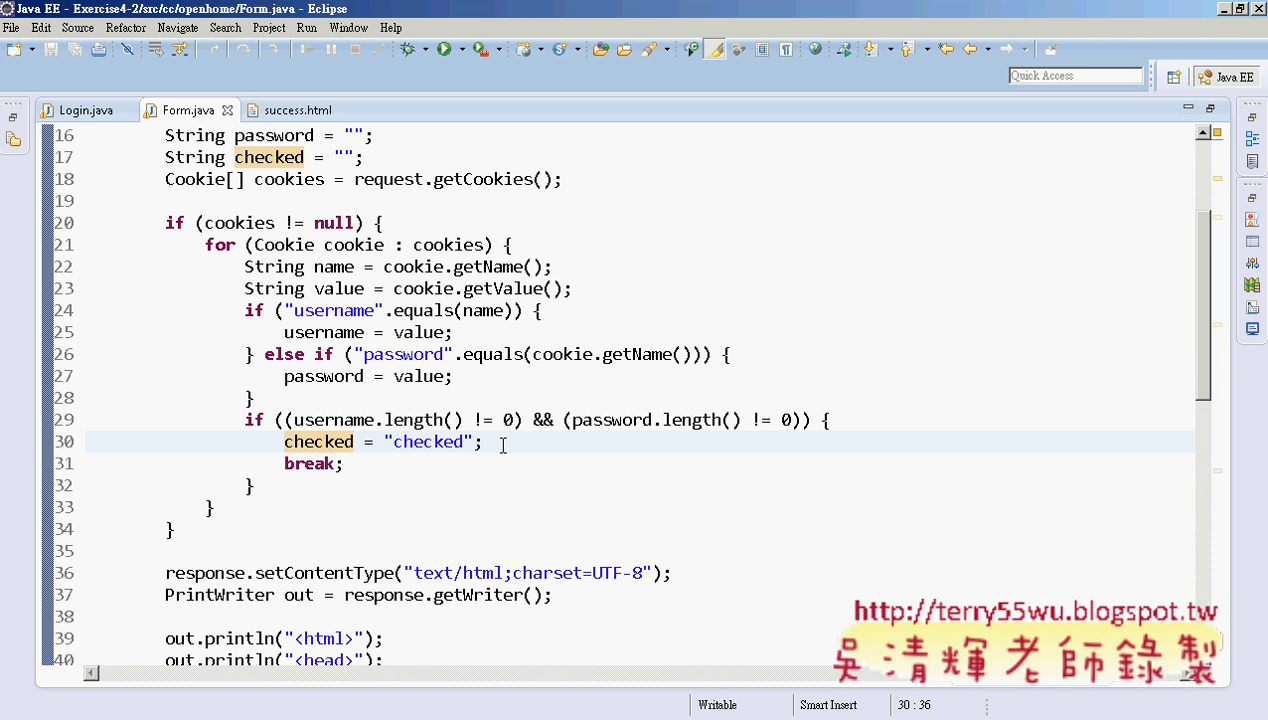 Java EE - Exercise4-2/src/cc/openhome/Form.java - Eclipse
File Edit Source Refactor Navigate Search Project Run Window Help
Quick Access
Java EE
Login.java Form.java success.html
16 String password = "";
17 String checked = "";
18 Cookie[] cookies = request.getCookies();
19
20 if (cookies != null) {
21 for (Cookie cookie : cookies) {
22 String name = cookie.getName();
23 String value = cookie.getValue();
24 if ("username".equals(name)) {
25 username = value;
26 } else if ("password".equals(cookie.getName())) {
27 password = value;
28 }
29 if ((username.length() != 0) && (password.length() != 0)) {
30 checked = "checked";
31 break;
32 }
33 }
34 }
35
36 response.setContentType("text/html;charset=UTF-8");
37 PrintWriter out = response.getWriter();
38
39 out.println("<html>");
40 out.println("<head>");
http://terry55wu.blogspot.tw
吳清輝老師錄製
Writable Smart Insert 30 : 36